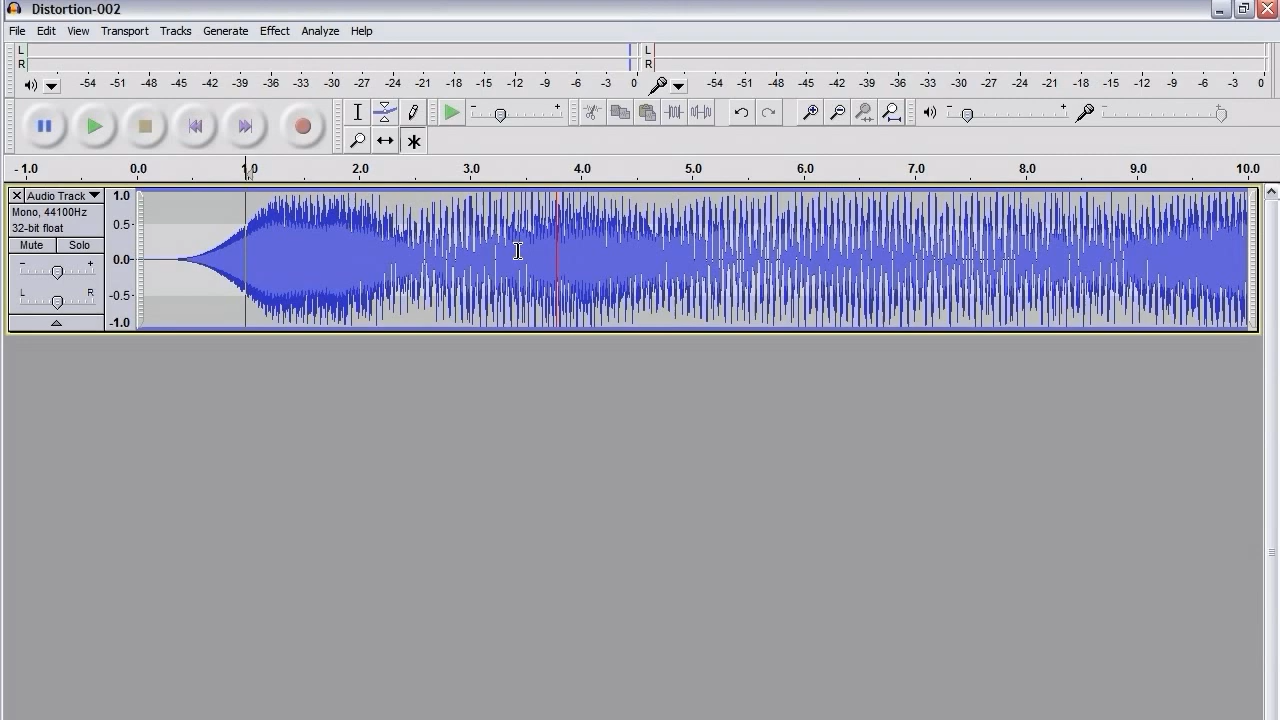 Distortion-002
File Edit View Transport Tracks Generate Effect Analyze Help
L L
R R
-54 -51 -48 -45 -42 -39 -36 -33 -30 -27 -24 -21 -18 -15 -12 -9 -6 -3 0 -54 -51 -48 -45 -42 -39 -36 -33 -30 -27 -24 -21 -18 -15 -12 -9 -6 -3 0
- + - + - +
- 1.0 0.0 1.0 2.0 3.0 4.0 5.0 6.0 7.0 8.0 9.0 10.0
Audio Track 1.0
Mono, 44100Hz
32-bit float 0.5-
Mute Solo
- + 0.0-
L R -0.5-
-1.0